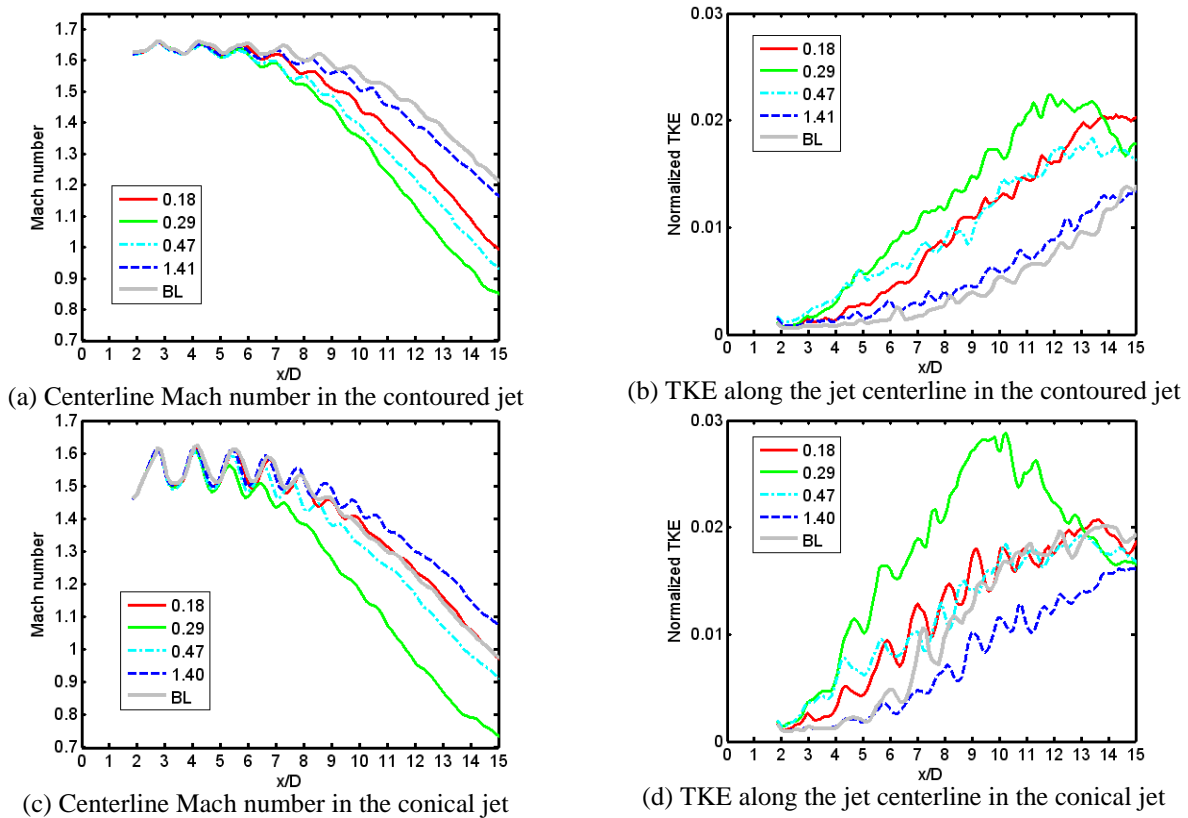 Mach number
1.7
1.6
1.5
1.4
1.3
1.2
1.1
1
0.9
0.8
0.7
0.18
0.29
0.47
1.41
BL
0 1 2 3 4 5 6 7 8 9 10 11 12 13 14 15
x/D
(a) Centerline Mach number in the contoured jet
Normalized TKE
0.03
0.02
0.01
0
0.18
0.29
0.47
1.41
BL
0 1 2 3 4 5 6 7 8 9 10 11 12 13 14 15
x/D
(b) TKE along the jet centerline in the contoured jet
Mach number
1.7
1.6
1.5
1.4
1.3
1.2
1.1
1
0.9
0.8
0.7
0.18
0.29
0.47
1.40
BL
0 1 2 3 4 5 6 7 8 9 10 11 12 13 14 15
x/D
(c) Centerline Mach number in the conical jet
Normalized TKE
0.03
0.02
0.01
0
0.18
0.29
0.47
1.40
BL
0 1 2 3 4 5 6 7 8 9 10 11 12 13 14 15
x/D
(d) TKE along the jet centerline in the conical jet